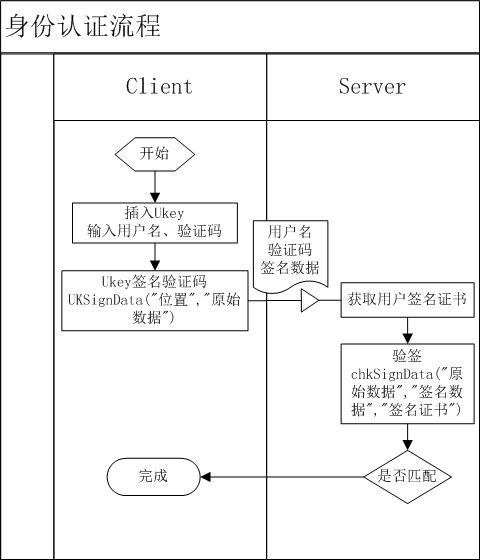 身份认证流程
Client
Server
开始
插入Ukey
输入用户名、验证码
用户名
验证码
签名数据
Ukey签名验证码
UKSignData("位置","原始
数据")
获取用户签名证书
验签
chkSignData("原
始数据","签名数
据","签名证书")
是否匹配
完成